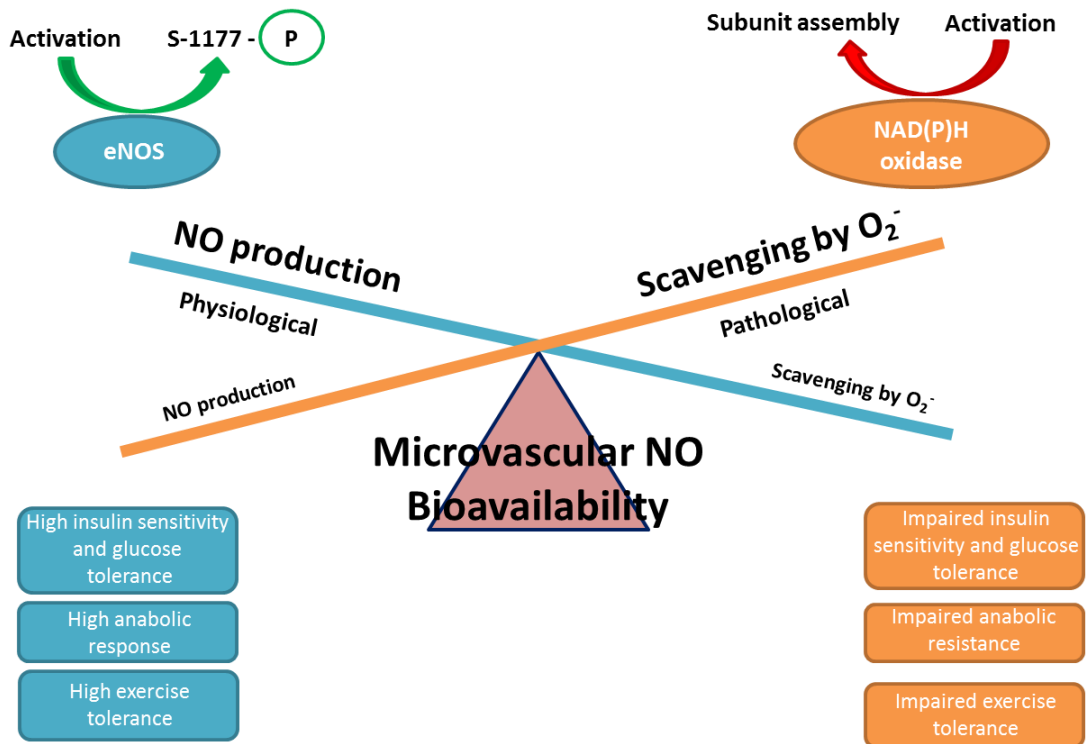 Activation
S-1177 -
P
eNOS
Subunit assembly
Activation
NAD(P)H
oxidase
NO production
Physiological
NO production
Scavenging by O₂⁻
Pathological
Scavenging by O₂⁻
Microvascular NO
Bioavailability
High insulin sensitivity
and glucose
tolerance
High anabolic
response
High exercise
tolerance
Impaired insulin
sensitivity and glucose
tolerance
Impaired anabolic
resistance
Impaired exercise
tolerance